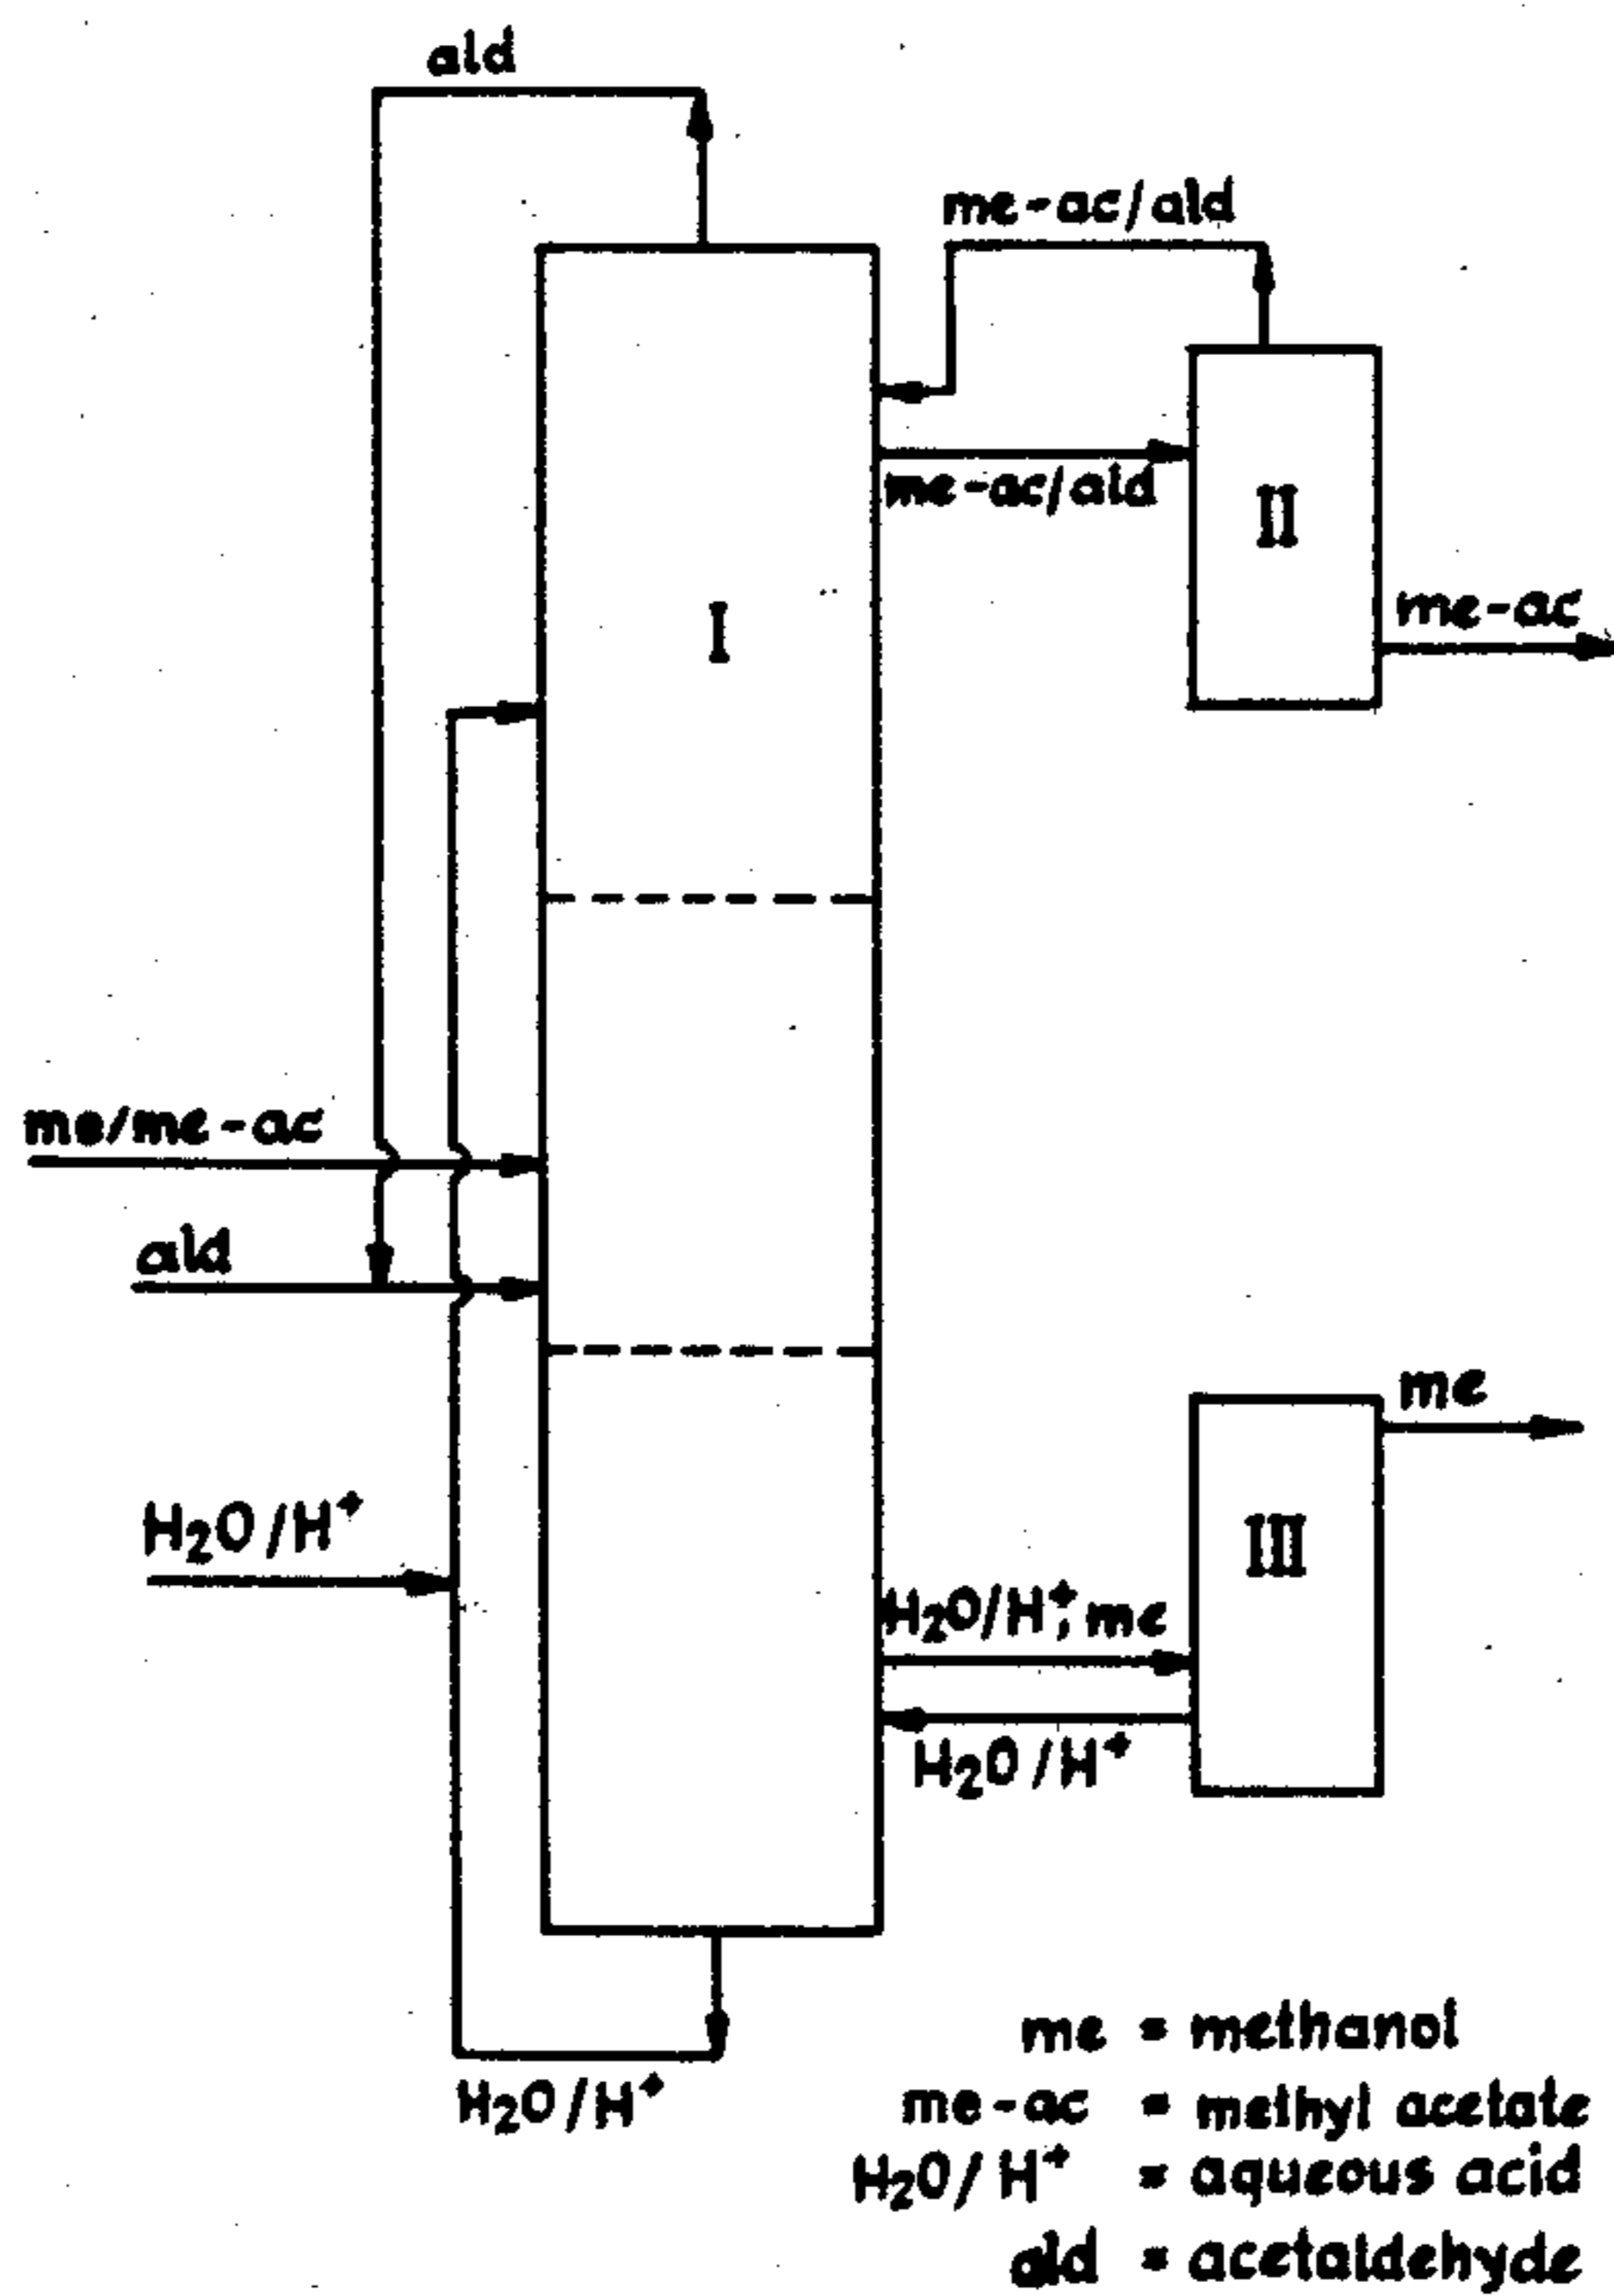 ald
me-ac/ald
me-ac/ald
II
me-ac
I
me/me-ac
ald
me
H₂O/H⁺
III
H₂O/H⁺, me
H₂O/H⁺
H₂O/H⁺
me = methanol
me-ac = methyl acetate
H₂O/H⁺ = aqueous acid
ald = acetaldehyde